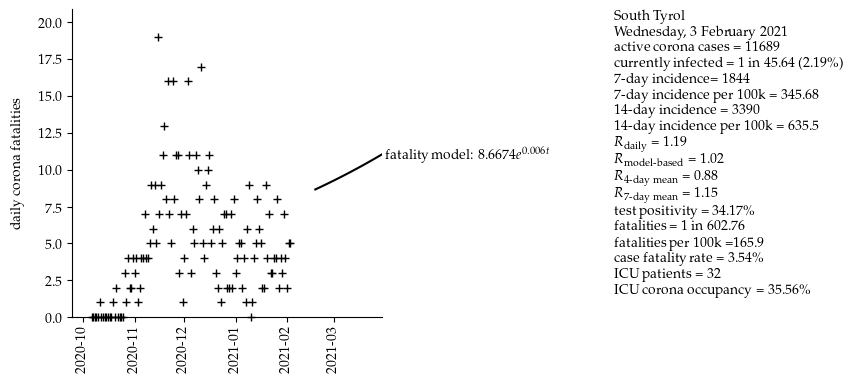 20.0
17.5
15.0
12.5
10.0
7.5
5.0
2.5
0.0
daily corona fatalities
2020-10
2020-11
2020-12
2021-01
2021-02
2021-03
fatality model: 8.6674e^0.006t
South Tyrol
Wednesday, 3 February 2021
active corona cases = 11689
currently infected = 1 in 45.64 (2.19%)
7-day incidence= 1844
7-day incidence per 100k = 345.68
14-day incidence = 3390
14-day incidence per 100k = 635.5
R_daily = 1.19
R_model-based = 1.02
R_4-day mean = 0.88
R_7-day mean = 1.15
test positivity = 34.17%
fatalities = 1 in 602.76
fatalities per 100k =165.9
case fatality rate = 3.54%
ICU patients = 32
ICU corona occupancy = 35.56%